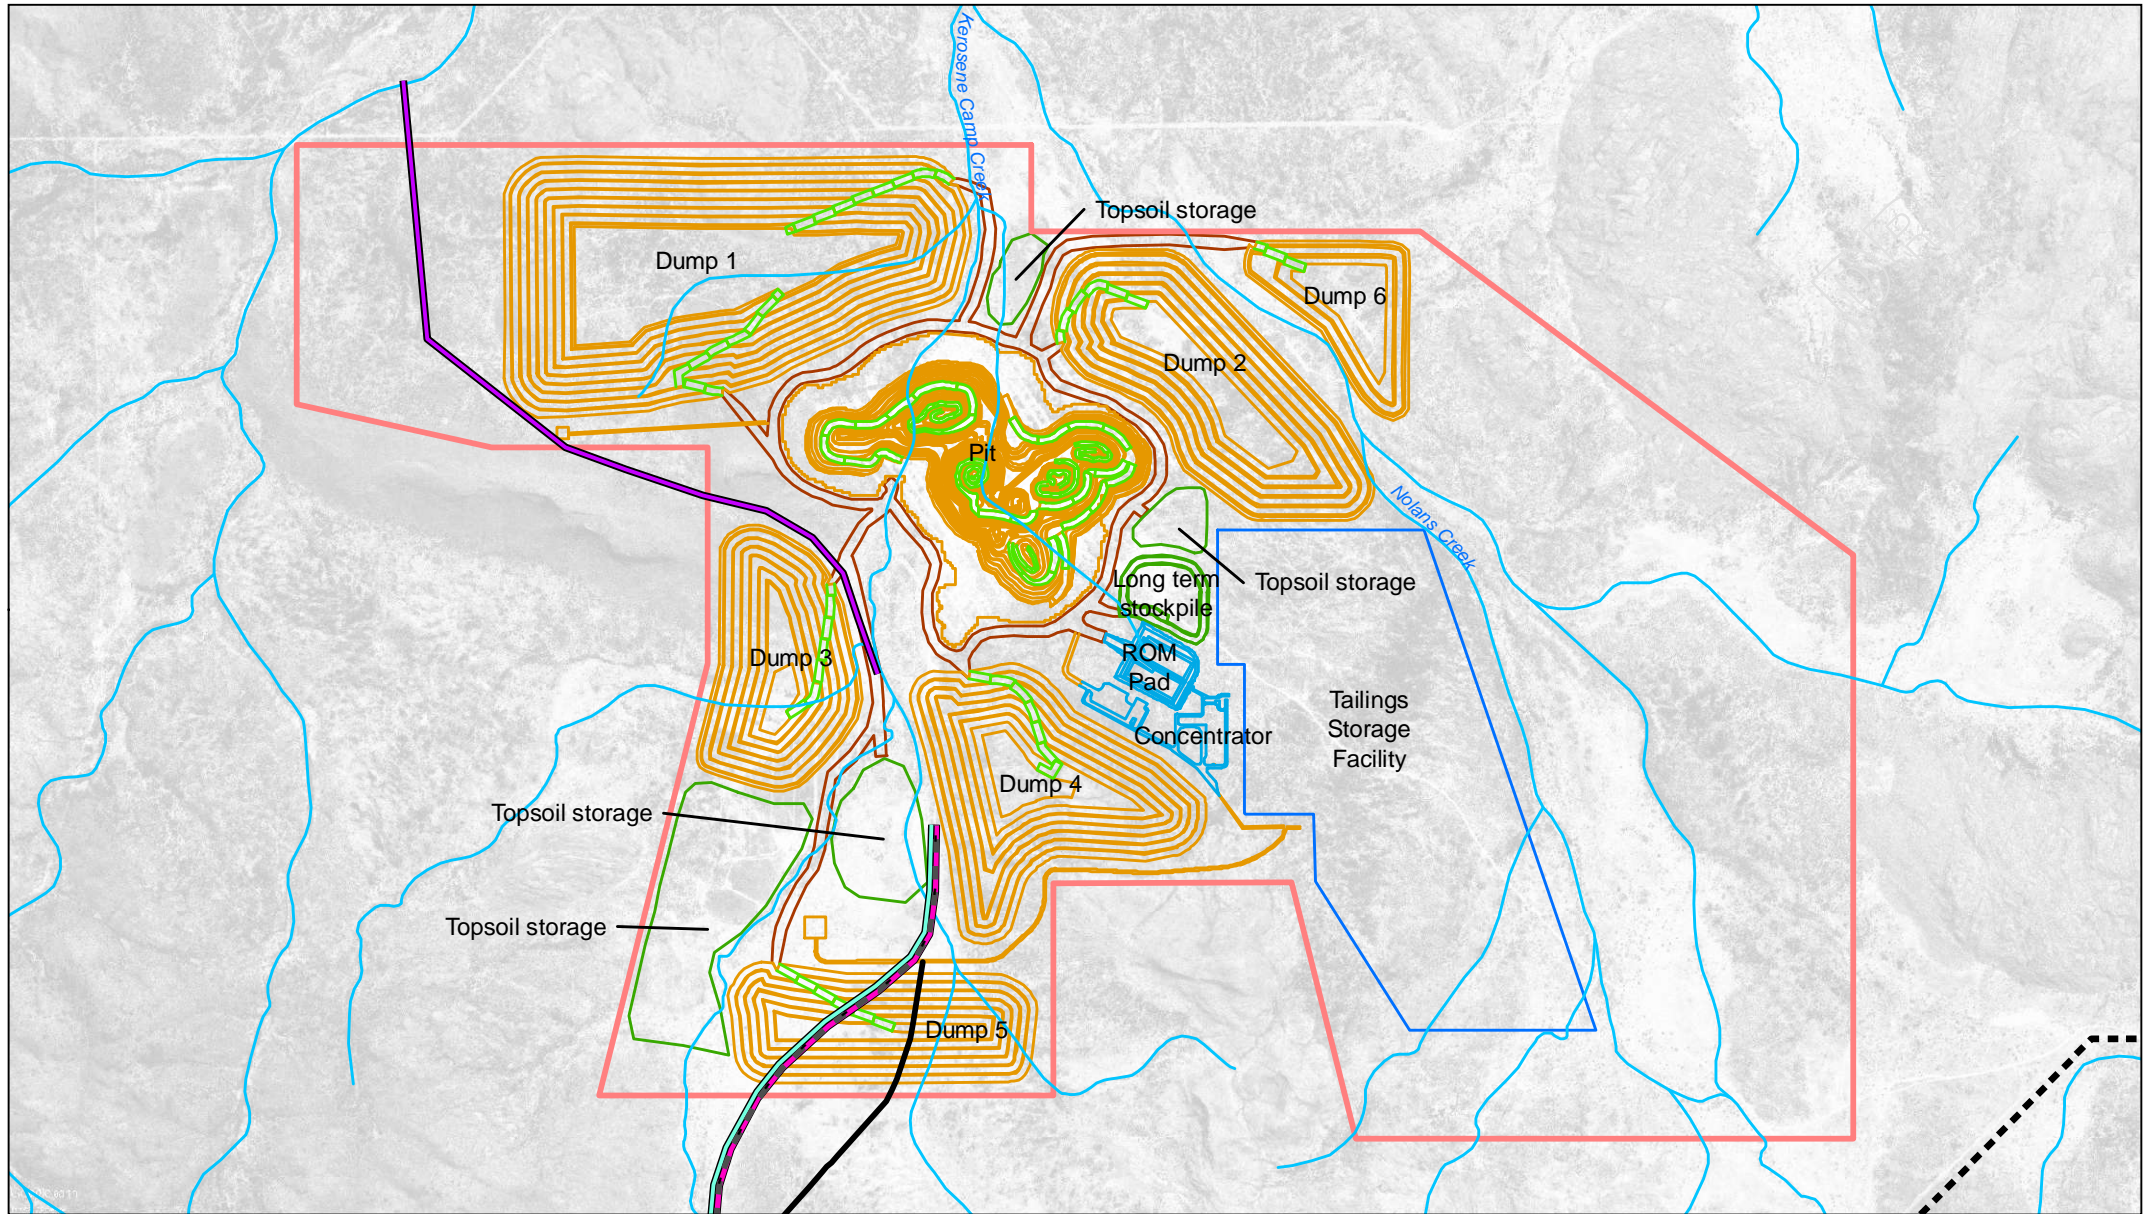 Kerosene Camp Creek
Topsoil storage
Dump 1
Dump 6
Dump 2
Pit
Nolans Creek
Long term
stockpile
Topsoil storage
ROM
Pad
Dump 3
Tailings
Storage
Facility
Concentrator
Dump 4
Topsoil storage
Topsoil storage
Dump 5